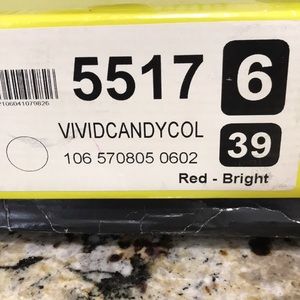 5517 6
VIVIDCANDYCOL
106 570805 0602 39
Red - Bright